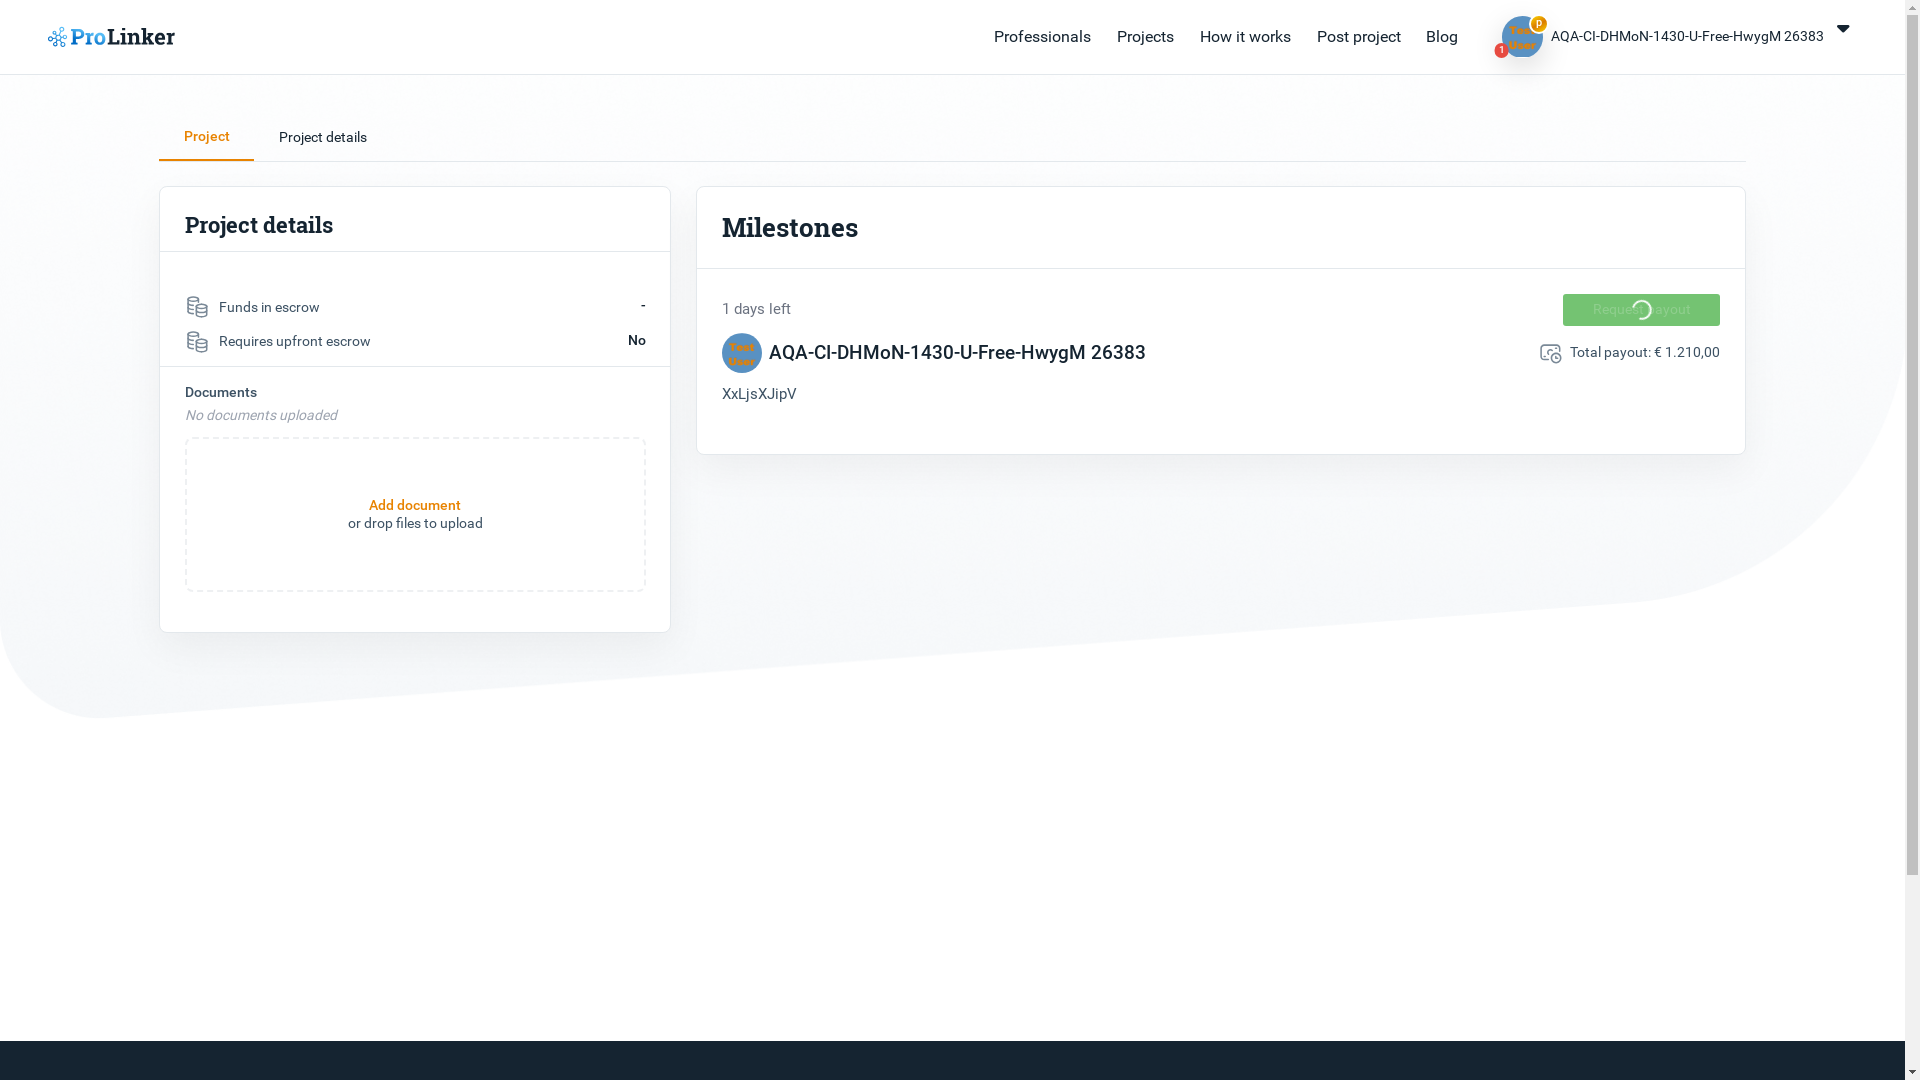 ProLinker
Professionals
Projects
How it works
Post project
Blog
Test
User
p
1
AQA-CI-DHMoN-1430-U-Free-HwygM 26383
Project
Project details
Project details
Funds in escrow
-
Requires upfront escrow
No
Documents
No documents uploaded
Add document
or drop files to upload
Milestones
1 days left
Request payout
Test
User
AQA-CI-DHMoN-1430-U-Free-HwygM 26383
Total payout: € 1.210,00
XxLjsXJipV